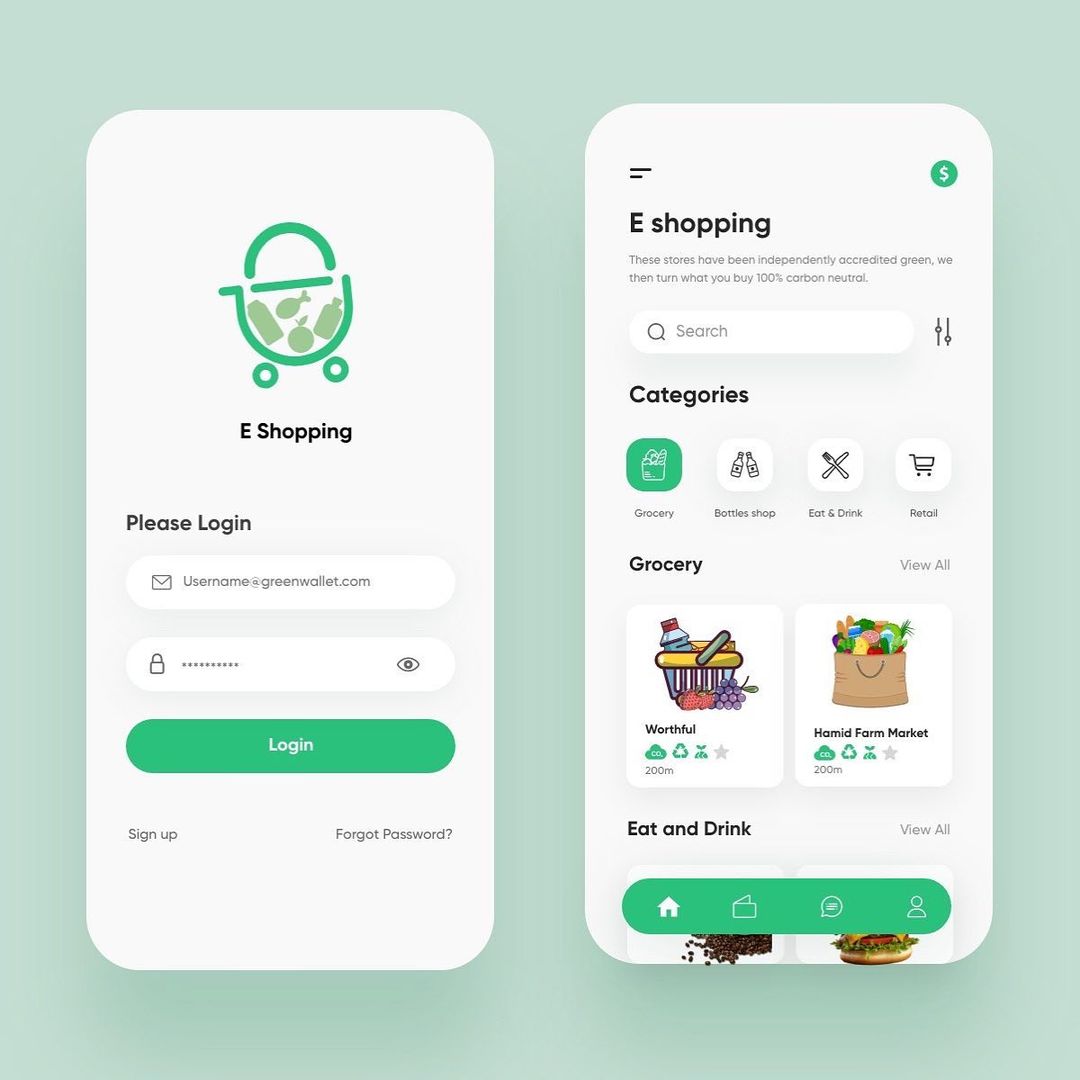 E Shopping
Please Login
Username@greenwallet.com
**********
Login
Sign up
Forgot Password?
$
E shopping
These stores have been independently accredited green, we
then turn what you buy 100% carbon neutral.
Search
Categories
Grocery
Bottles shop
Eat & Drink
Retail
Grocery
View All
Worthful
CO₂
200m
Hamid Farm Market
CO₂
200m
Eat and Drink
View All